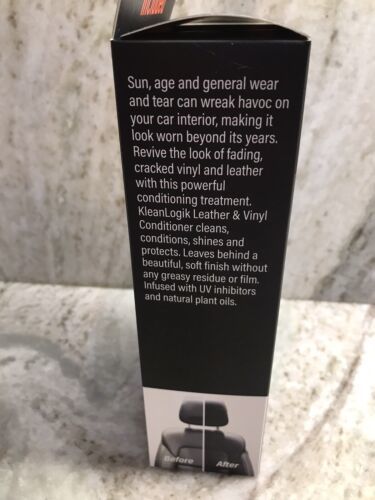 Sun, age and general wear
and tear can wreak havoc on
your car interior, making it
look worn beyond its years.
Revive the look of fading,
cracked vinyl and leather
with this powerful
conditioning treatment.
KleanLogik Leather & Vinyl
Conditioner cleans,
conditions, shines and
protects. Leaves behind a
beautiful, soft finish without
any greasy residue or film.
Infused with UV inhibitors
and natural plant oils.
Before After